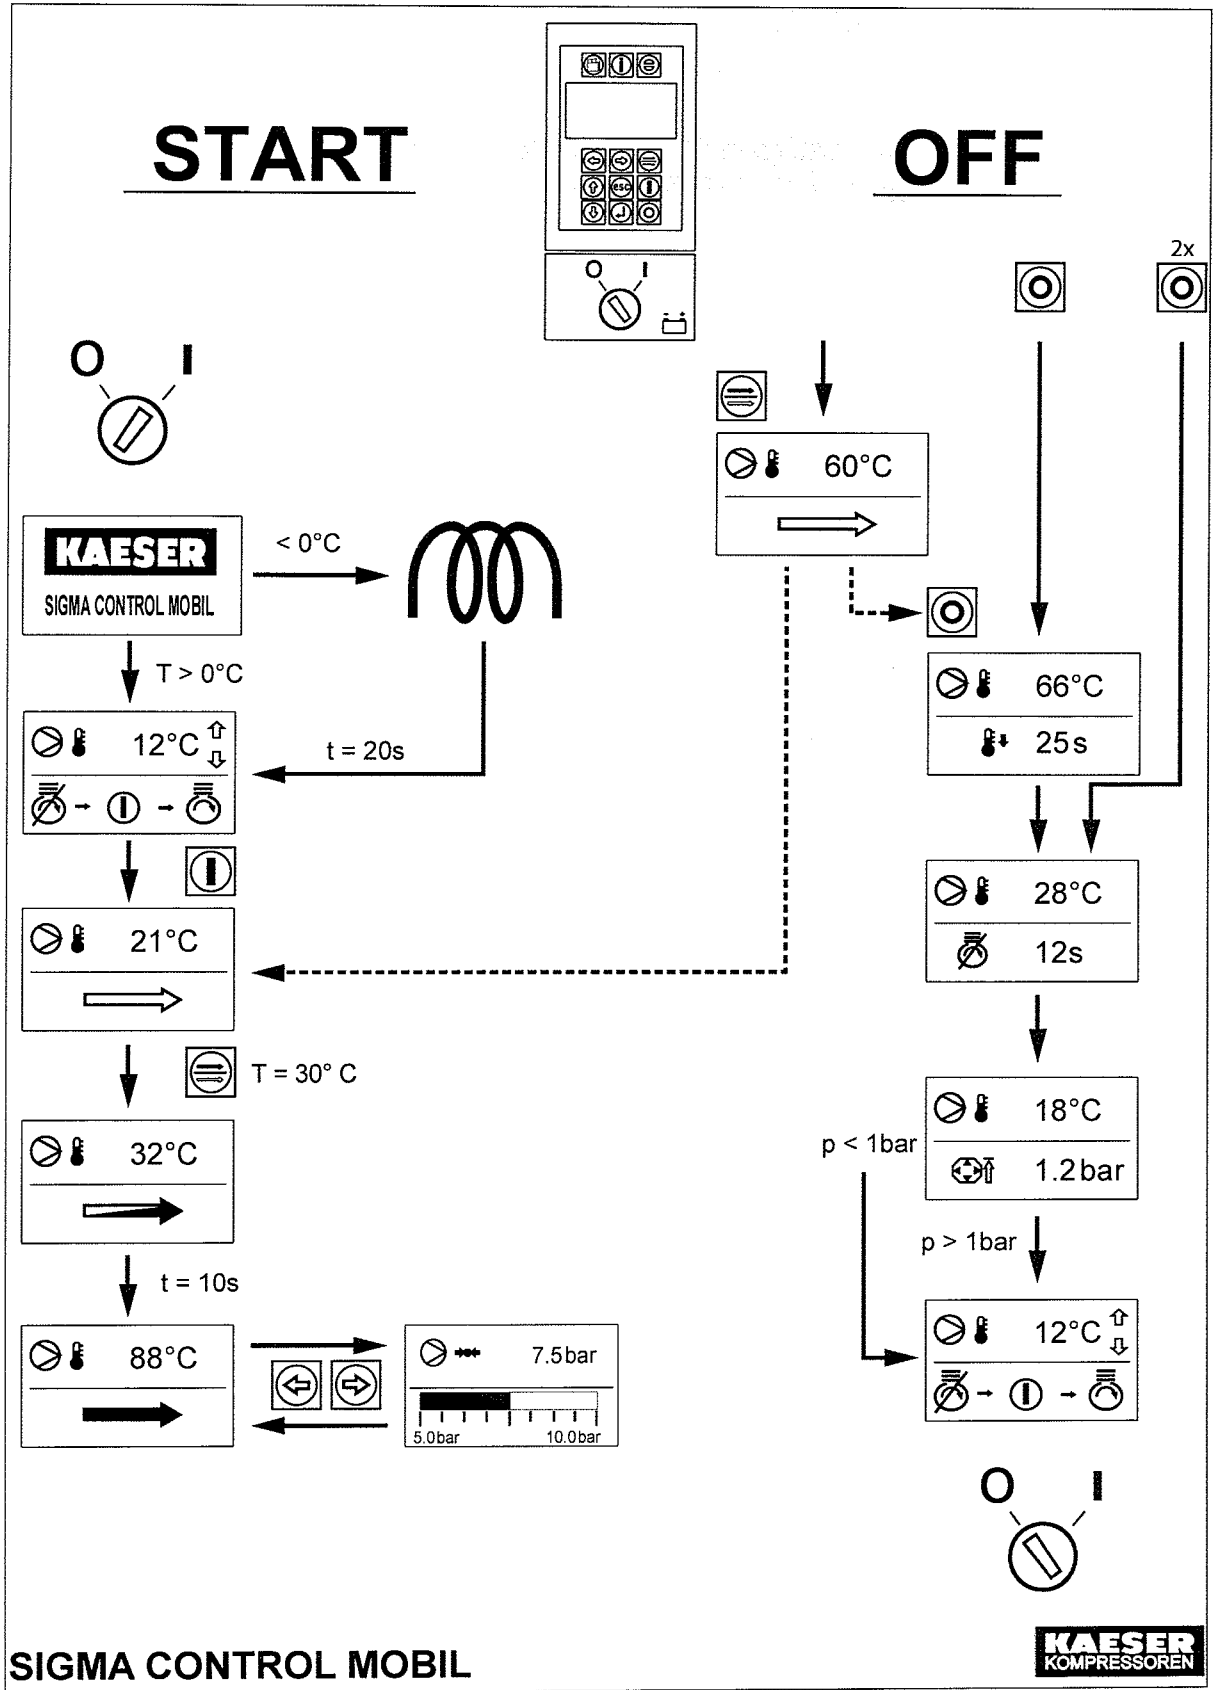 START
OFF
esc
O I
2x
O I
60°C
KAESER
SIGMA CONTROL MOBIL
< 0°C
T > 0°C
12°C
t = 20s
66°C
25s
28°C
12s
21°C
T = 30° C
32°C
t = 10s
88°C
7.5bar
5.0bar 10.0bar
18°C
1.2bar
p < 1bar
p > 1bar
12°C
O I
SIGMA CONTROL MOBIL
KAESER
KOMPRESSOREN